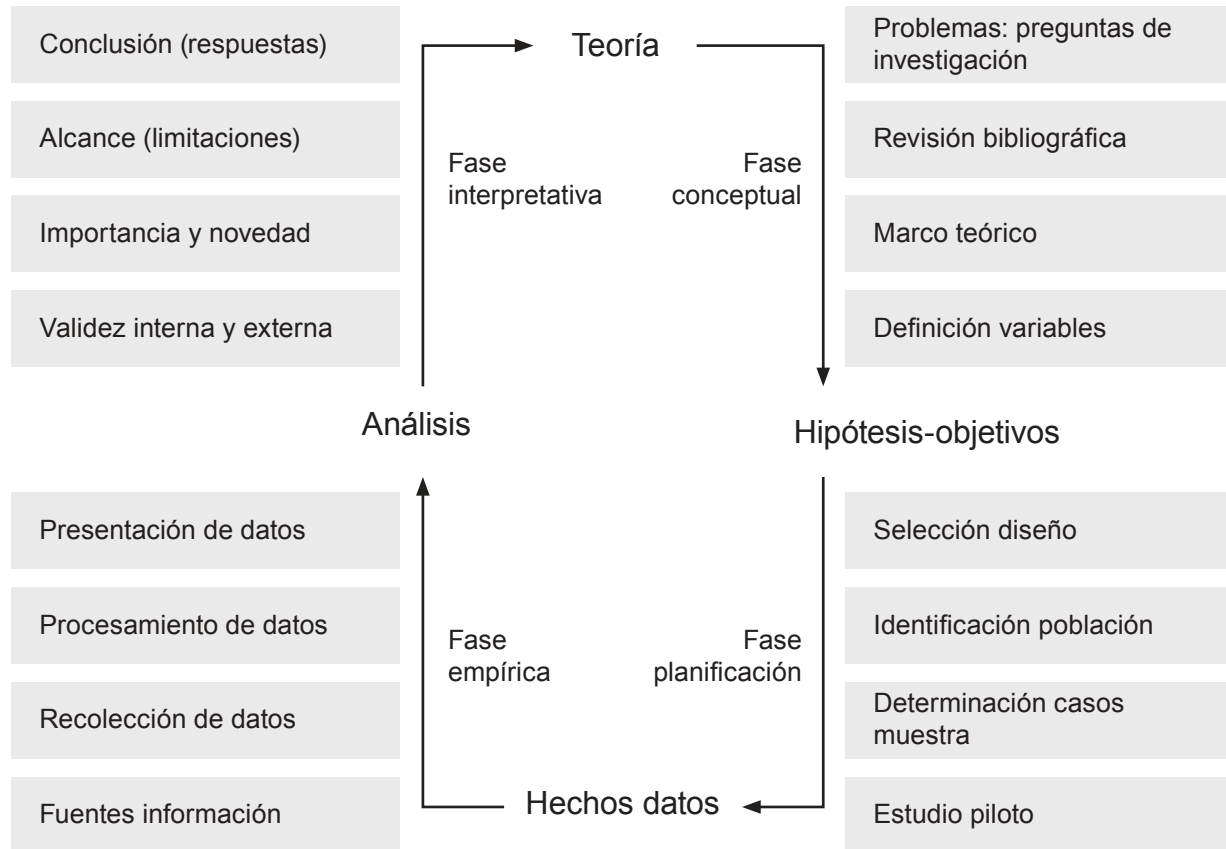 Conclusión (respuestas)
Teoría
Problemas: preguntas de
investigación
Alcance (limitaciones)
Fase
interpretativa
Fase
conceptual
Revisión bibliográfica
Importancia y novedad
Marco teórico
Validez interna y externa
Definición variables
Análisis
Hipótesis-objetivos
Presentación de datos
Selección diseño
Procesamiento de datos
Fase
empírica
Fase
planificación
Identificación población
Recolección de datos
Determinación casos
muestra
Fuentes información
Hechos datos
Estudio piloto